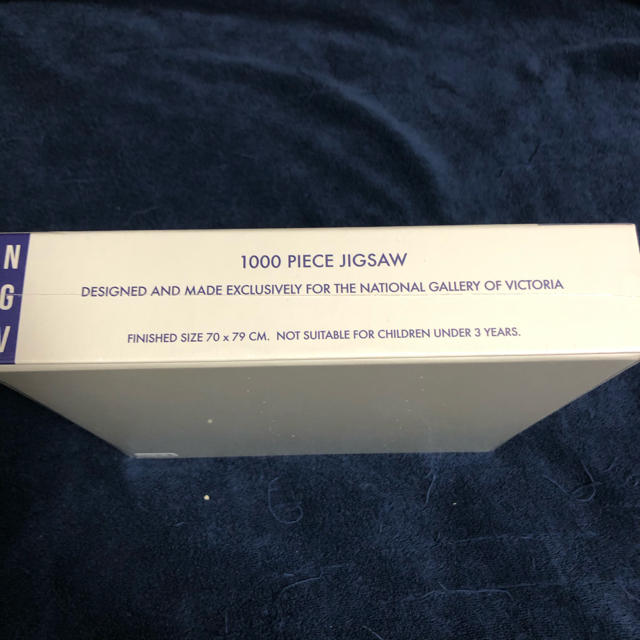 N
G
V
1000 PIECE JIGSAW
DESIGNED AND MADE EXCLUSIVELY FOR THE NATIONAL GALLERY OF VICTORIA
FINISHED SIZE 70 x 79 CM. NOT SUITABLE FOR CHILDREN UNDER 3 YEARS.